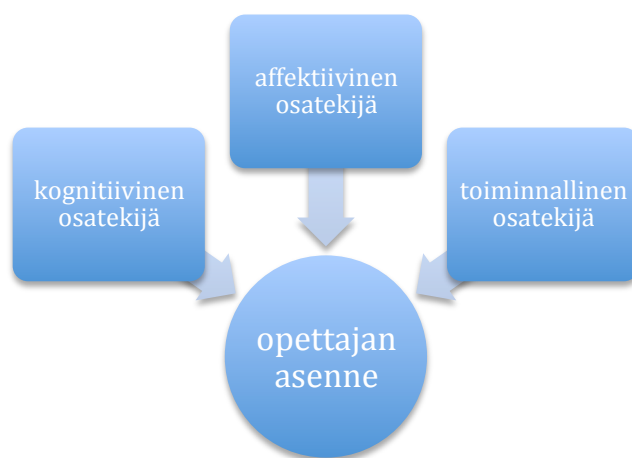 affektiivinen
osatekijä
kognitiivinen
osatekijä
toiminnallinen
osatekijä
opettajan
asenne